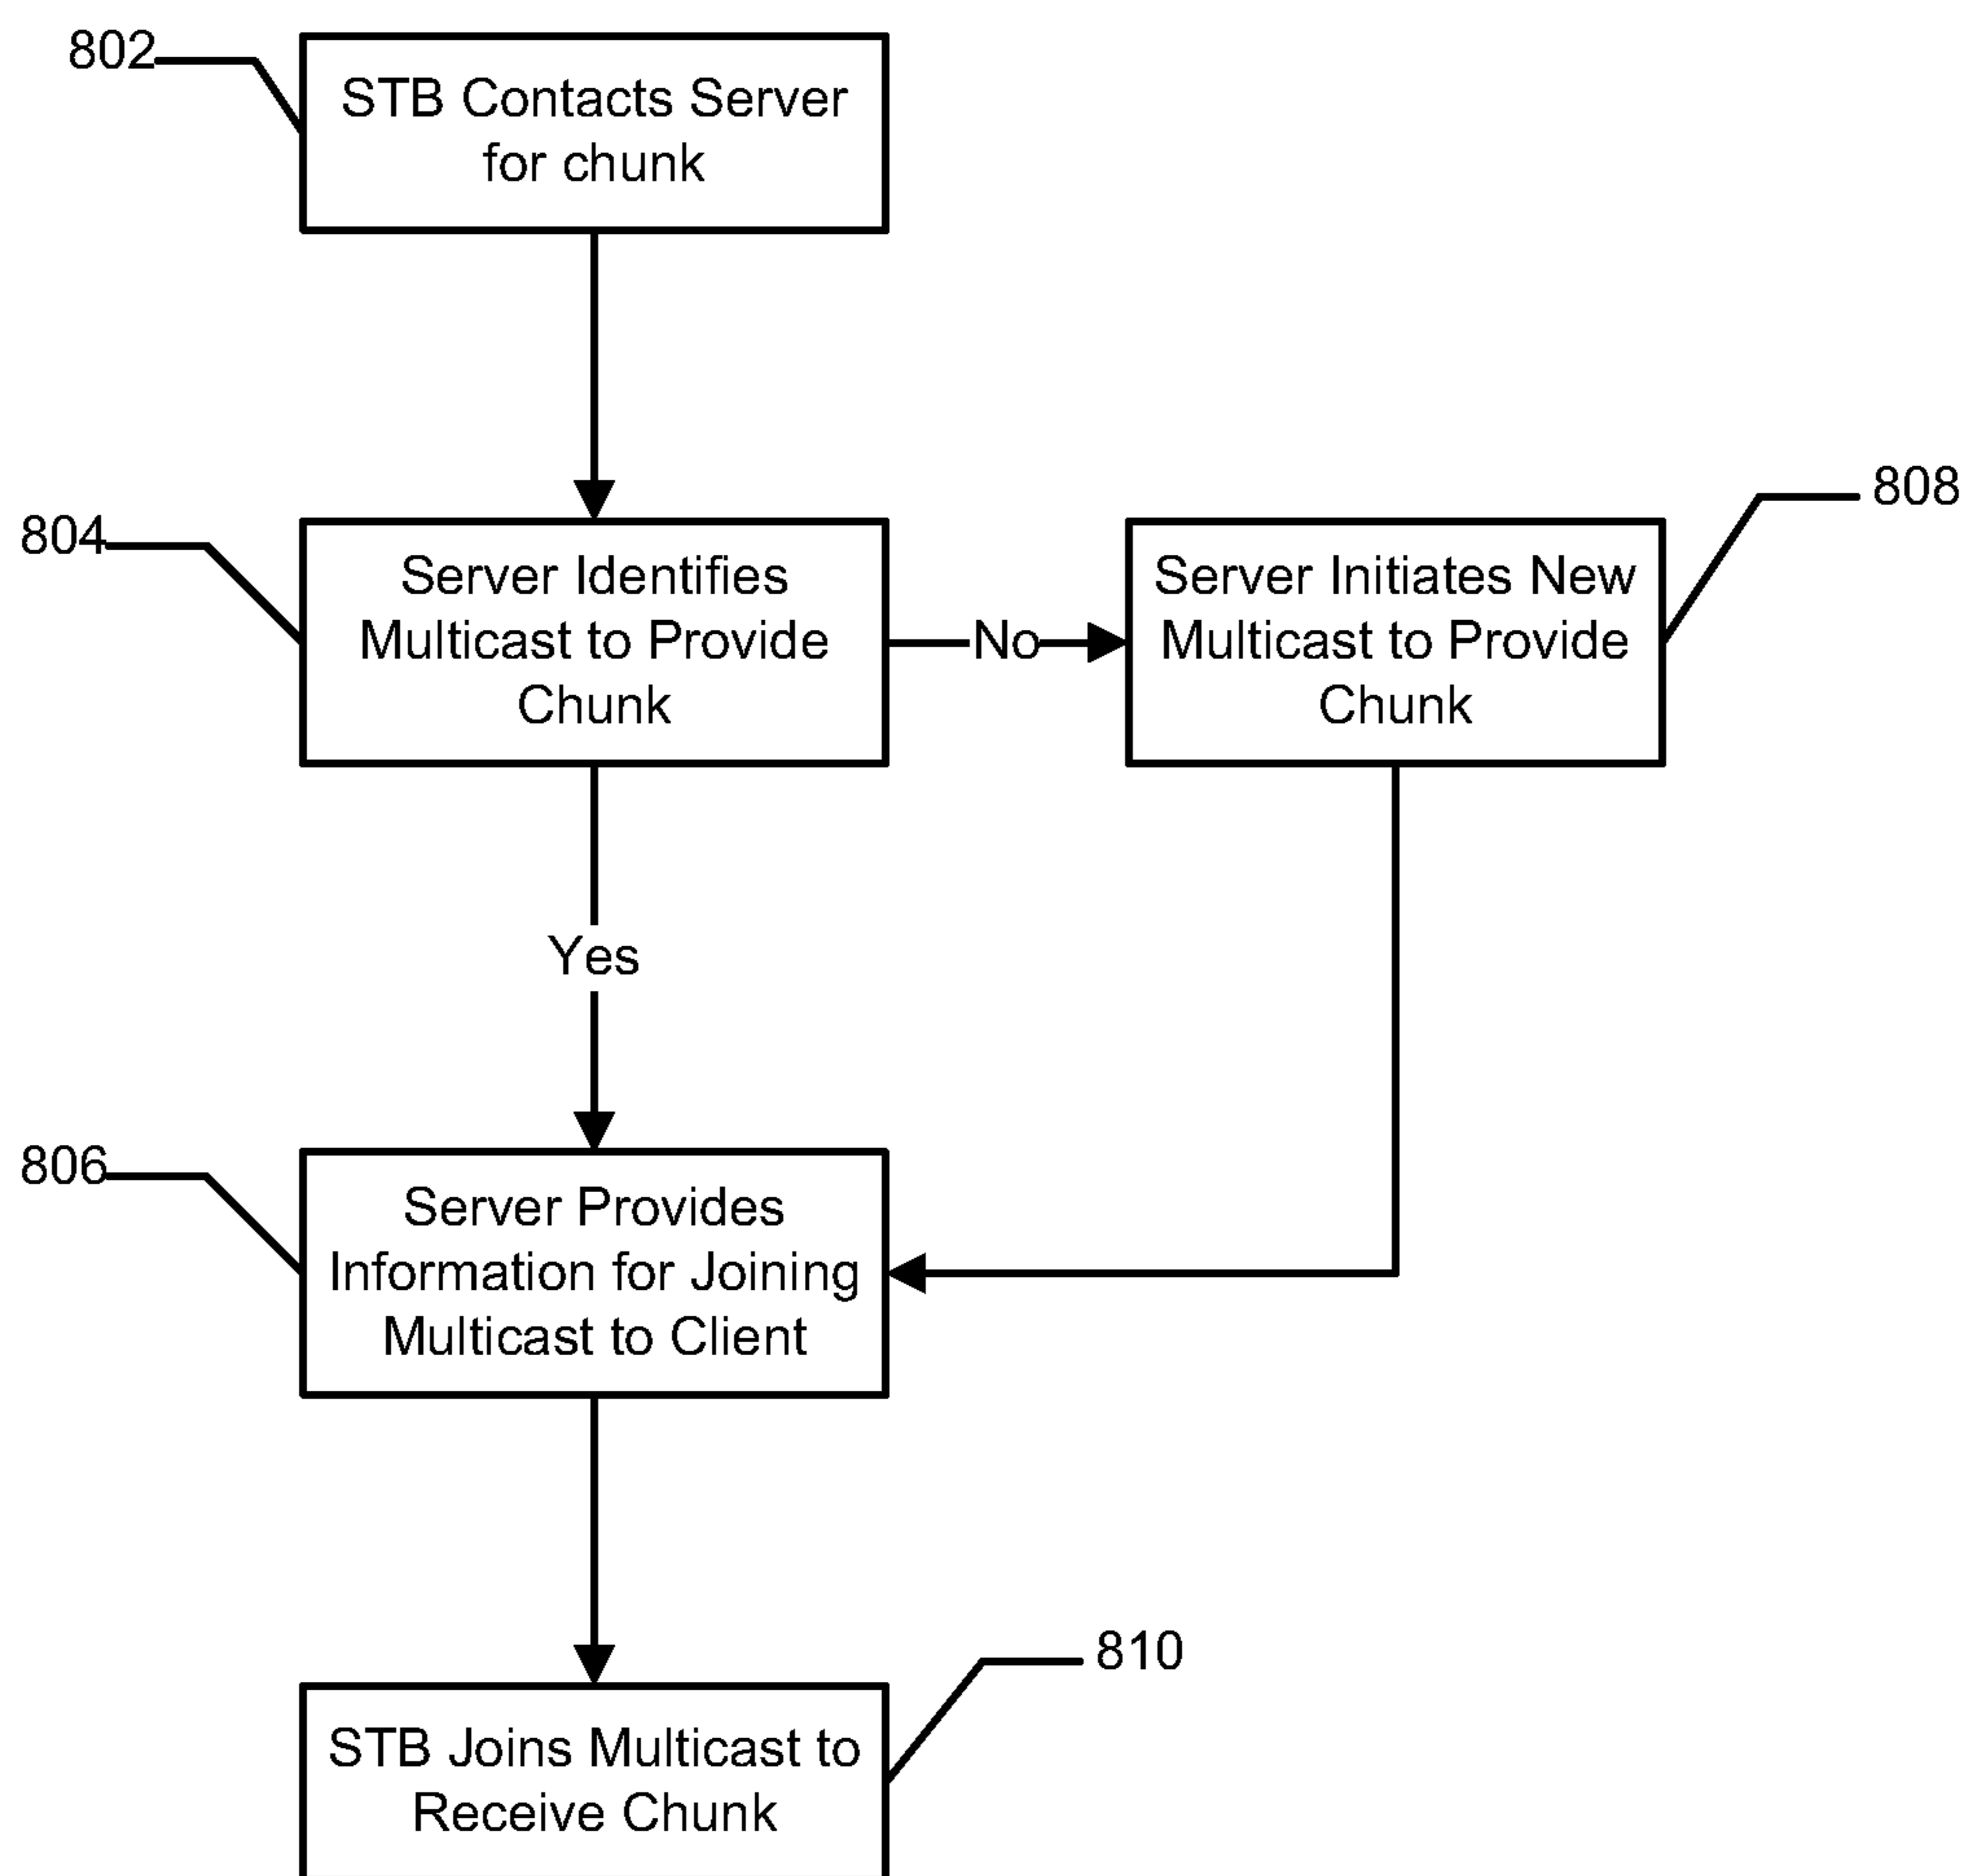 802
STB Contacts Server
for chunk
804
Server Identifies
Multicast to Provide
Chunk
No
Server Initiates New
Multicast to Provide
Chunk
808
Yes
806
Server Provides
Information for Joining
Multicast to Client
810
STB Joins Multicast to
Receive Chunk